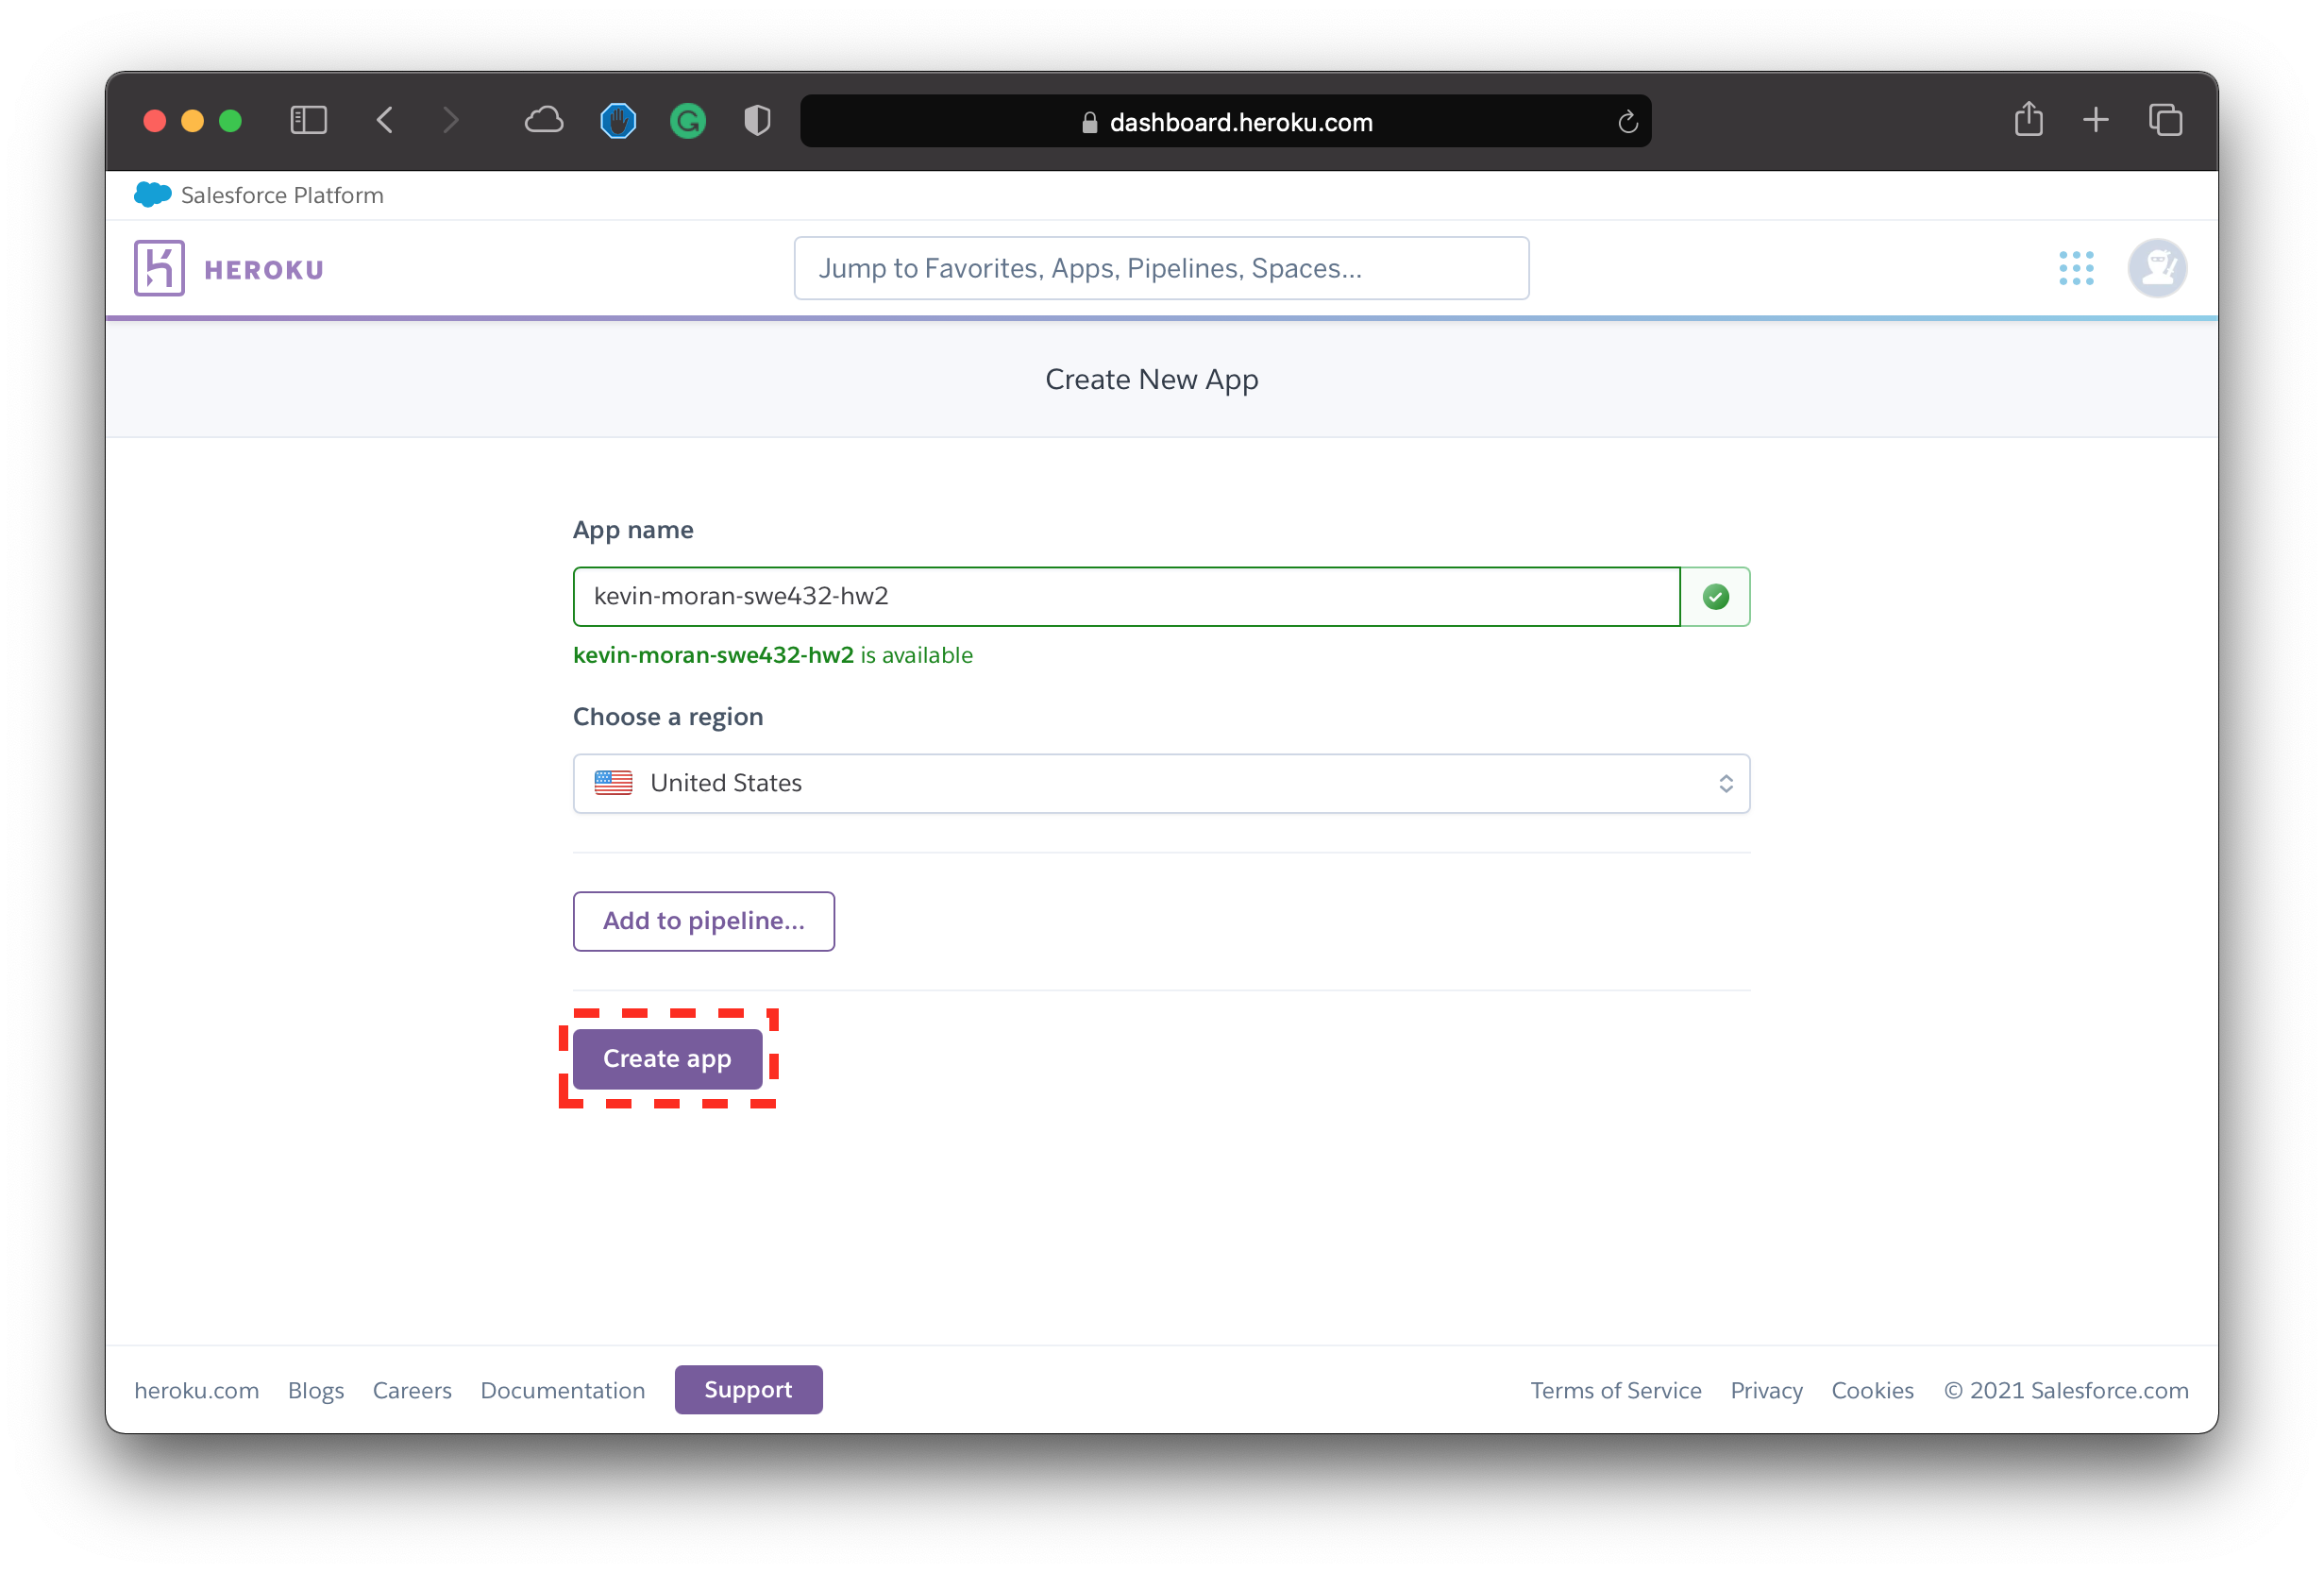 dashboard.heroku.com
Salesforce Platform
HEROKU
Jump to Favorites, Apps, Pipelines, Spaces...
Create New App
App name
kevin-moran-swe432-hw2
kevin-moran-swe432-hw2 is available
Choose a region
United States
Add to pipeline...
Create app
heroku.com Blogs Careers Documentation Support Terms of Service Privacy Cookies © 2021 Salesforce.com